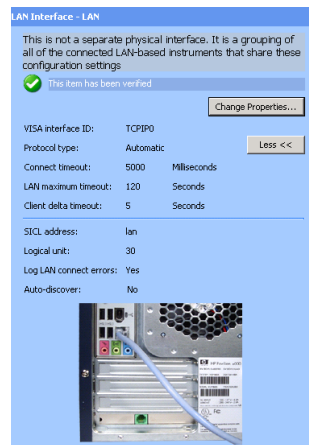 LAN Interface - LAN
This is not a separate physical interface. It is a grouping of
all of the connected LAN-based instruments that share these
configuration settings
This item has been verified
Change Properties...
VISA interface ID: TCPIP0
Protocol type: Automatic
Less <<
Connect timeout: 5000 Milliseconds
LAN maximum timeout: 120 Seconds
Client delta timeout: 5 Seconds
SICL address: lan
Logical unit: 30
Log LAN connect errors: Yes
Auto-discover: No